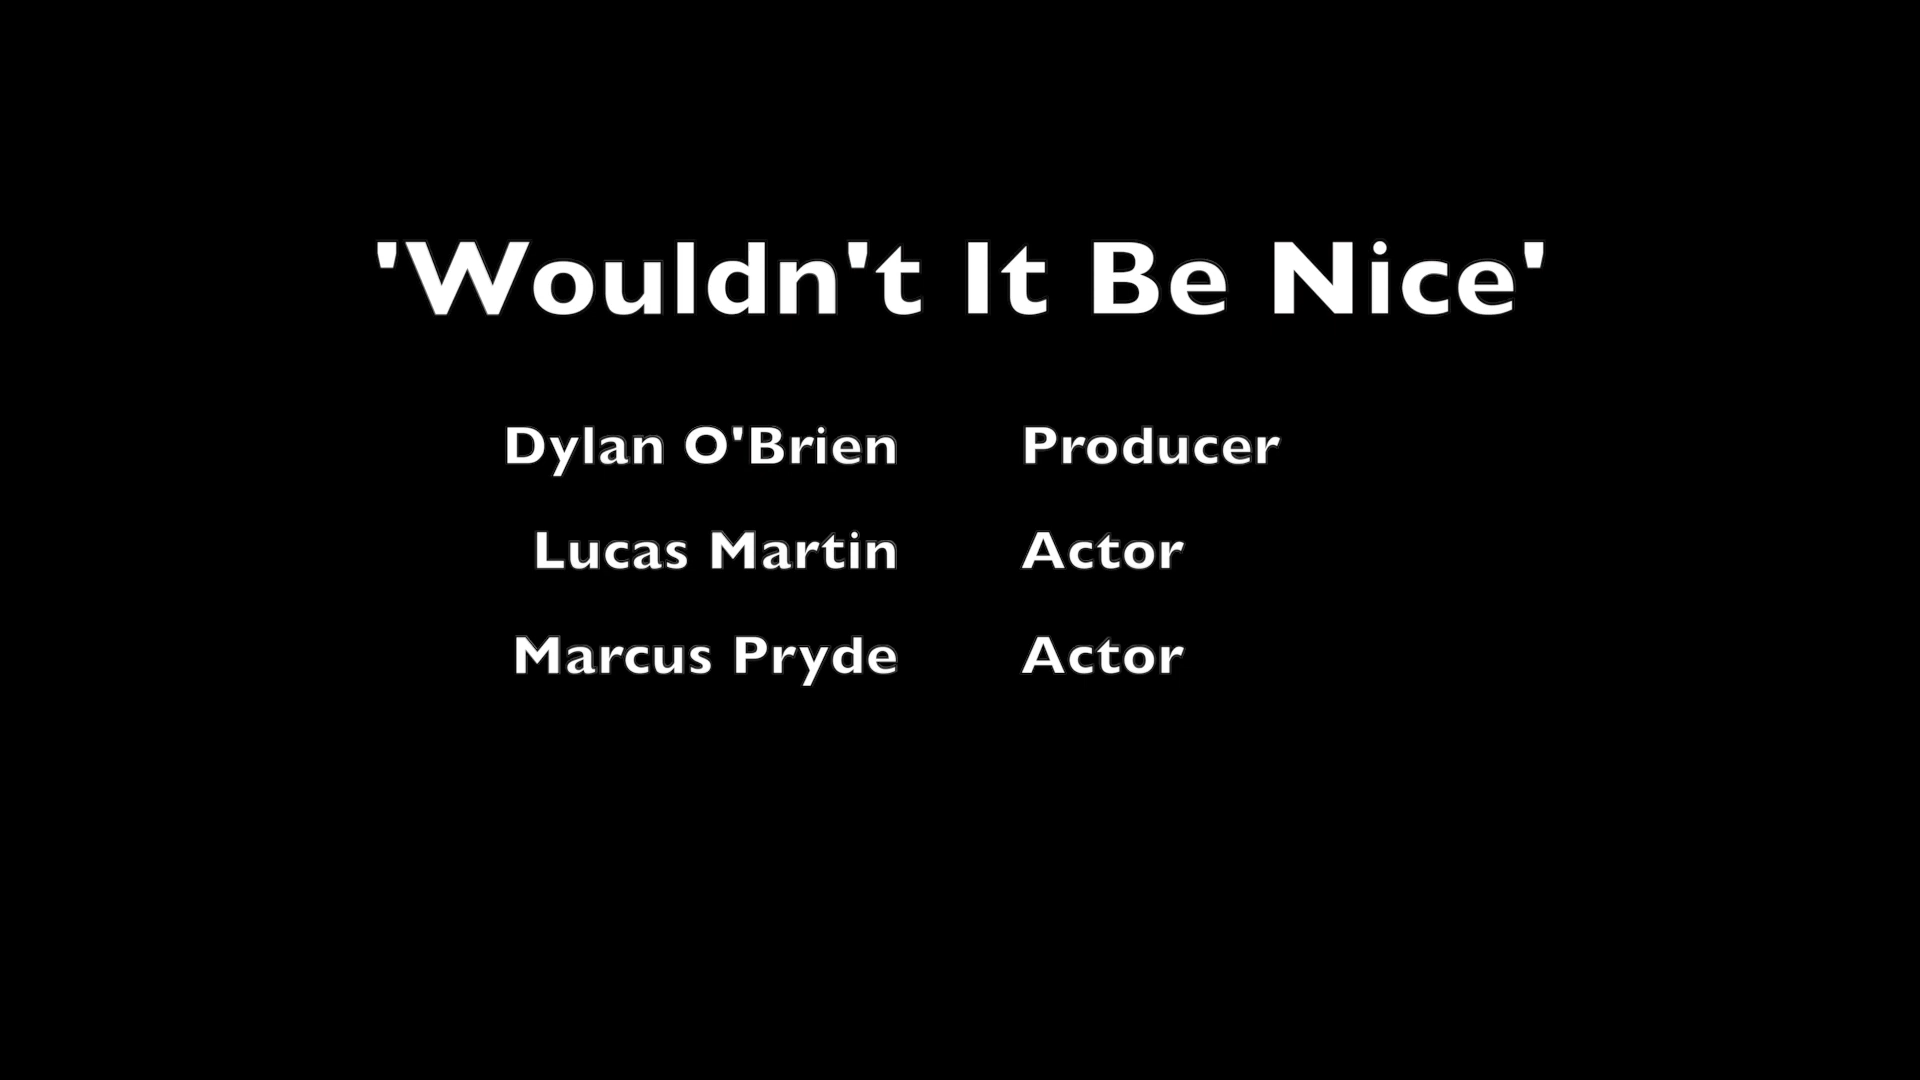 'Wouldn't It Be Nice'
Dylan O'Brien Producer
Lucas Martin Actor
Marcus Pryde Actor